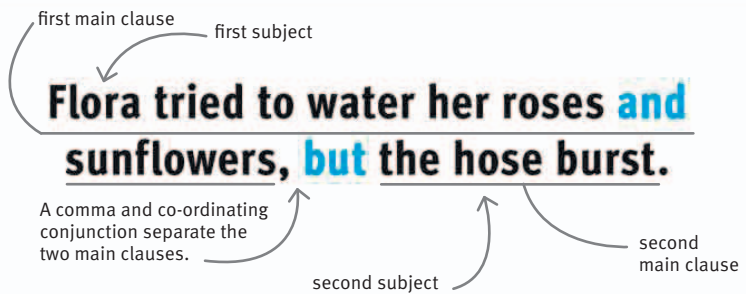 first main clause
first subject
Flora tried to water her roses and
sunflowers, but the hose burst.
A comma and co-ordinating
conjunction separate the
two main clauses.
second subject
second
main clause